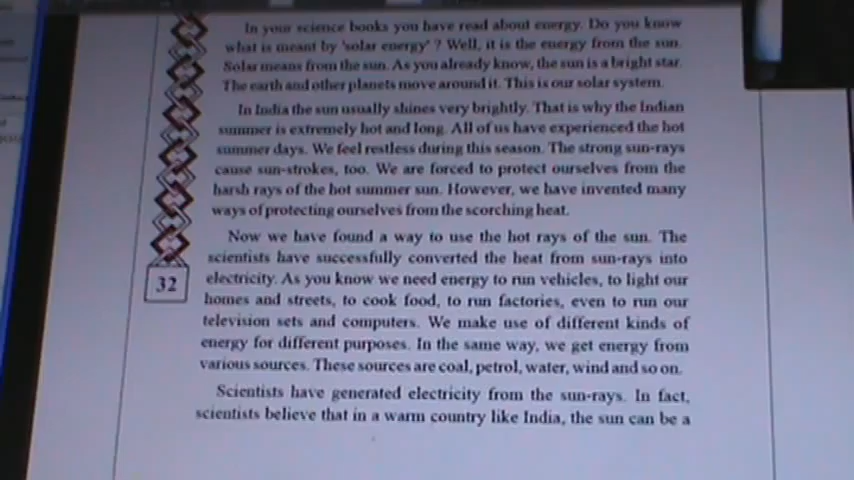 In your science books you have read about energy. Do you know
what is meant by 'solar energy' ? Well, it is the energy from the sun.
Solar means from the sun. As you already know, the sun is a bright star.
The earth and other planets move around it. This is our solar system.
In India the sun usually shines very brightly. That is why the Indian
summer is extremely hot and long. All of us have experienced the hot
summer days. We feel restless during this season. The strong sun-rays
cause sun-strokes, too. We are forced to protect ourselves from the
harsh rays of the hot summer sun. However, we have invented many
ways of protecting ourselves from the scorching heat.
Now we have found a way to use the hot rays of the sun. The
scientists have successfully converted the heat from sun-rays into
electricity. As you know we need energy to run vehicles, to light our
32
homes and streets, to cook food, to run factories, even to run our
television sets and computers. We make use of different kinds of
energy for different purposes. In the same way, we get energy from
various sources. These sources are coal, petrol, water, wind and so on.
Scientists have generated electricity from the sun-rays. In fact,
scientists believe that in a warm country like India, the sun can be a